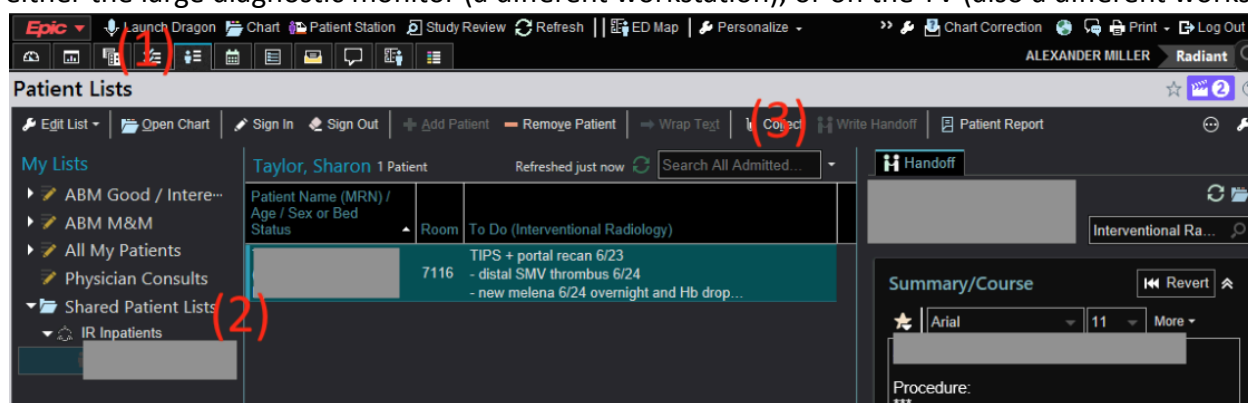 either the large diagnostic monitor (a different workstation), or on the TV (also a different works
Epic Launch Dragon Chart Patient Station Study Review Refresh ED Map Personalize Chart Correction Print Log Out
(1)
ALEXANDER MILLER Radiant
Patient Lists 2
(3)
Edit List Open Chart Sign In Sign Out Add Patient Remove Patient Wrap Text Write Handoff Patient Report
My Lists
ABM Good / Intere...
ABM M&M
All My Patients
Physician Consults
Shared Patient Lists
(2)
IR Inpatients
Taylor, Sharon 1 Patient Refreshed just now Search All Admitted...
Patient Name (MRN) /
Age / Sex or Bed
Status Room To Do (Interventional Radiology)
TIPS + portal recan 6/23
7116 - distal SMV thrombus 6/24
- new melena 6/24 overnight and Hb drop...
Handoff
Interventional Ra...
Summary/Course Revert
Arial 11 More
Procedure:
***